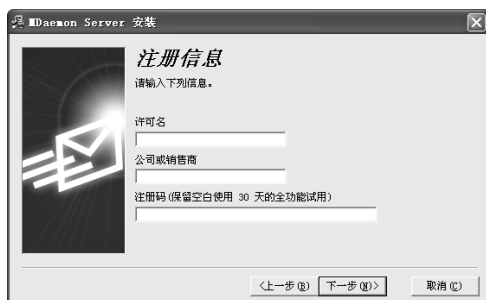 MDaemon Server 安装
注册信息
请输入下列信息。
许可名
公司或销售商
注册码(保留空白使用 30 天的全功能试用)
<上一步(B)
下一步(N)>
取消(C)